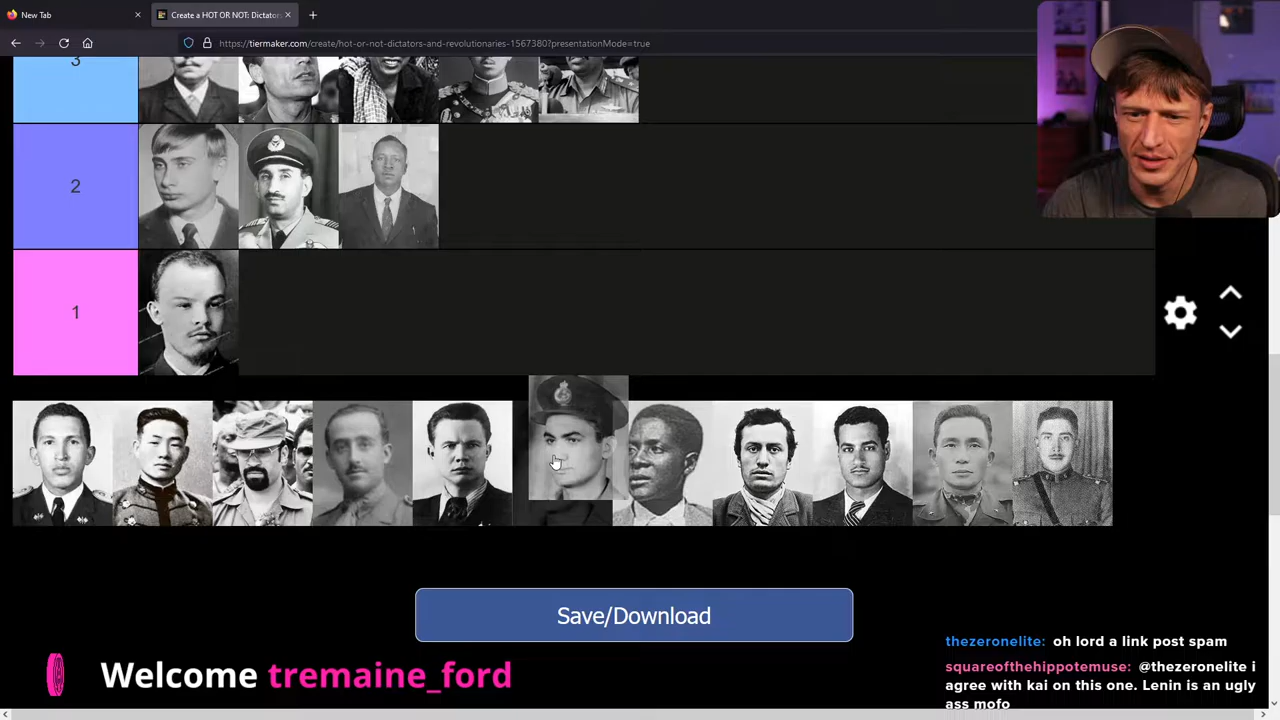 New Tab
Create a HOT OR NOT: Dictators
https://tiermaker.com/create/hot-or-not-dictators-and-revolutionaries-1567380?presentationMode=true
3
2
1
Save/Download
Welcome tremaine_ford
thezeronelite: oh lord a link post spam
squareofthehippotemuse: @thezeronelite i
agree with kai on this one. Lenin is an ugly
ass mofo